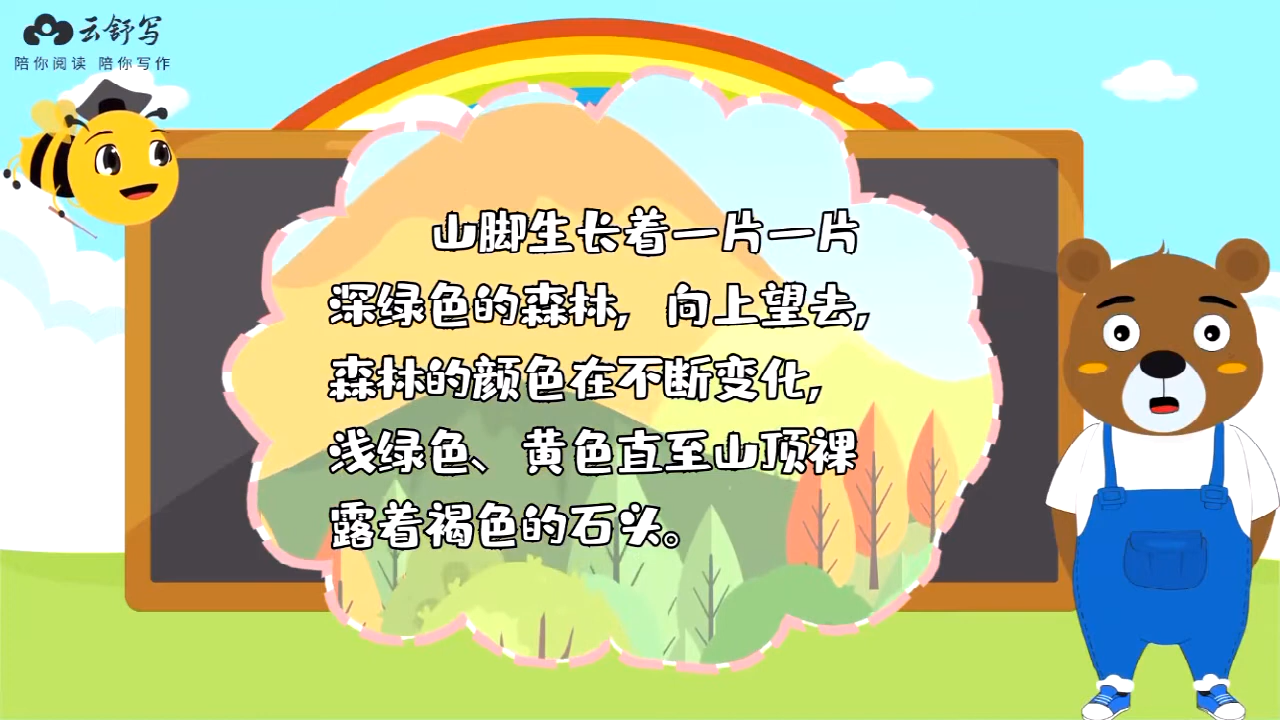 云舒写
陪你阅读 陪你写作
山脚生长着一片一片
深绿色的森林，向上望去，
森林的颜色在不断变化，
浅绿色、黄色直至山顶裸
露着褐色的石头。